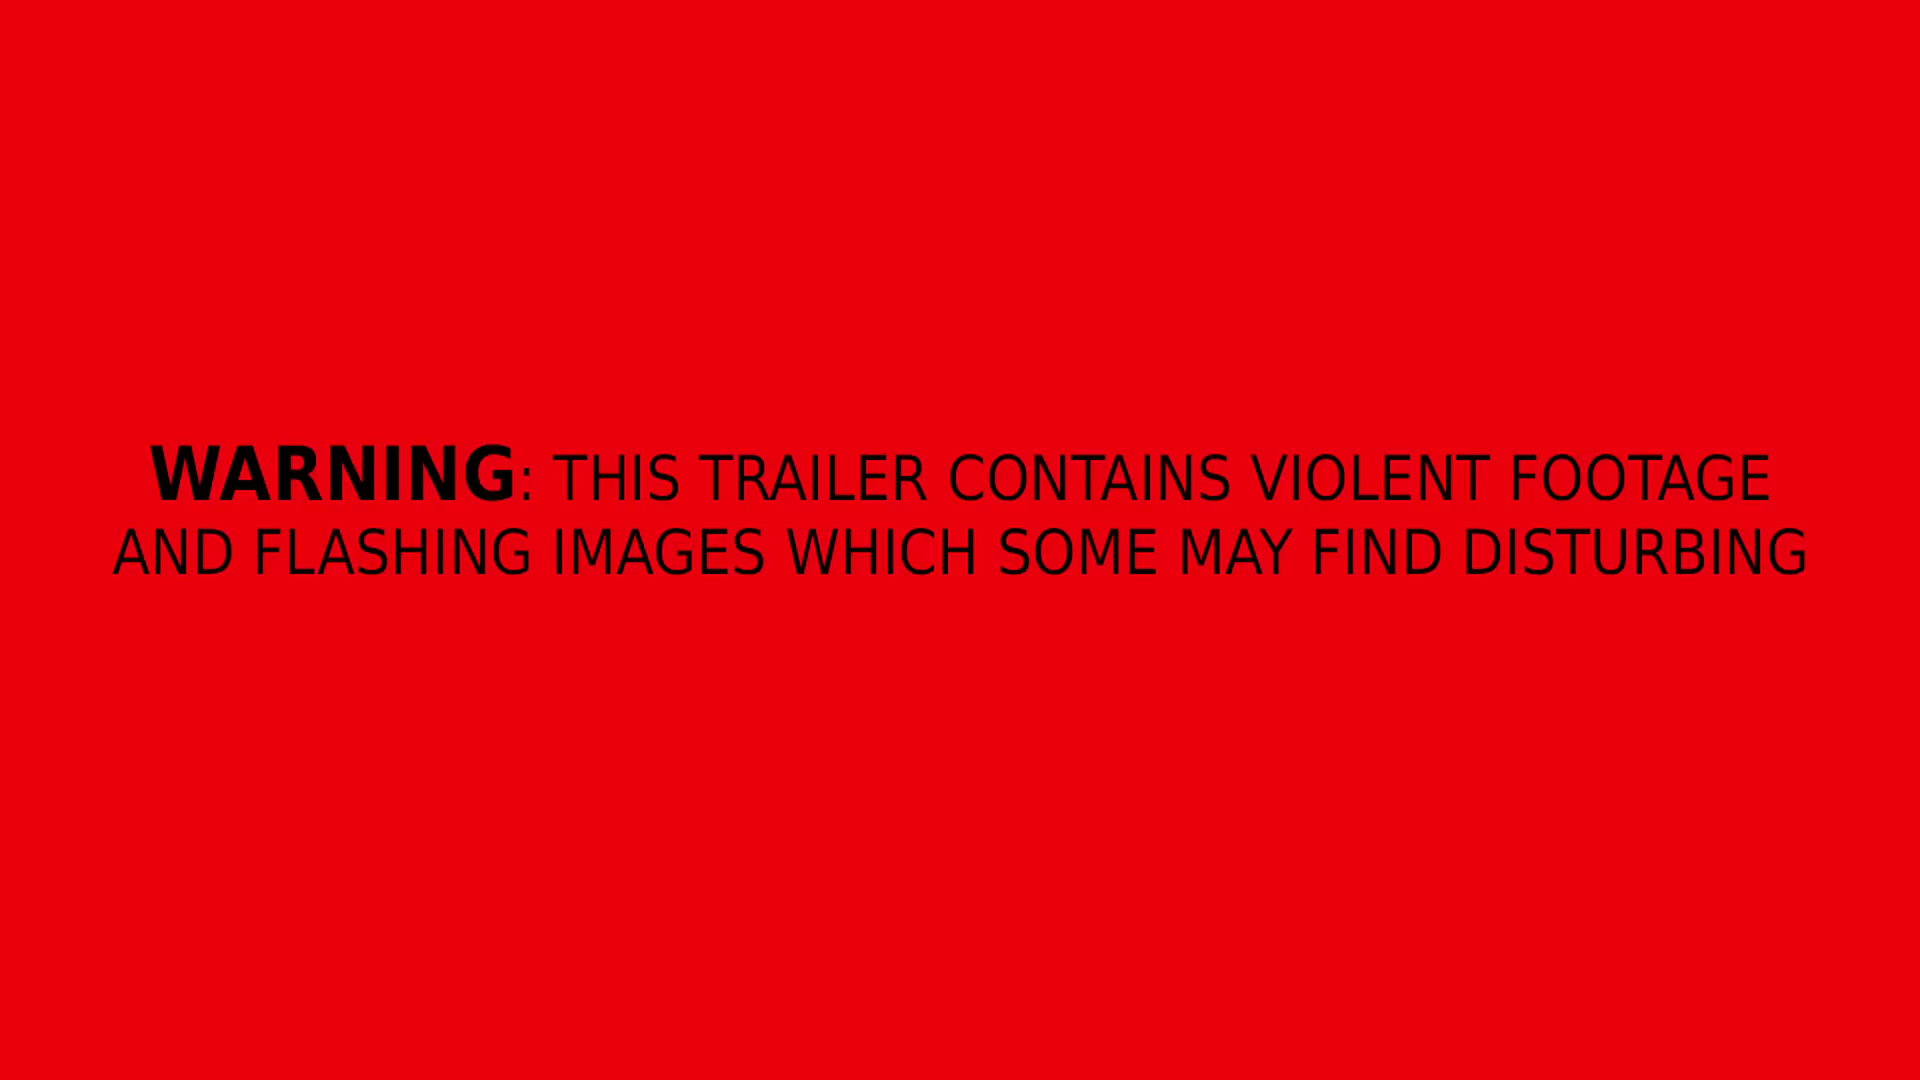 WARNING: THIS TRAILER CONTAINS VIOLENT FOOTAGE
AND FLASHING IMAGES WHICH SOME MAY FIND DISTURBING